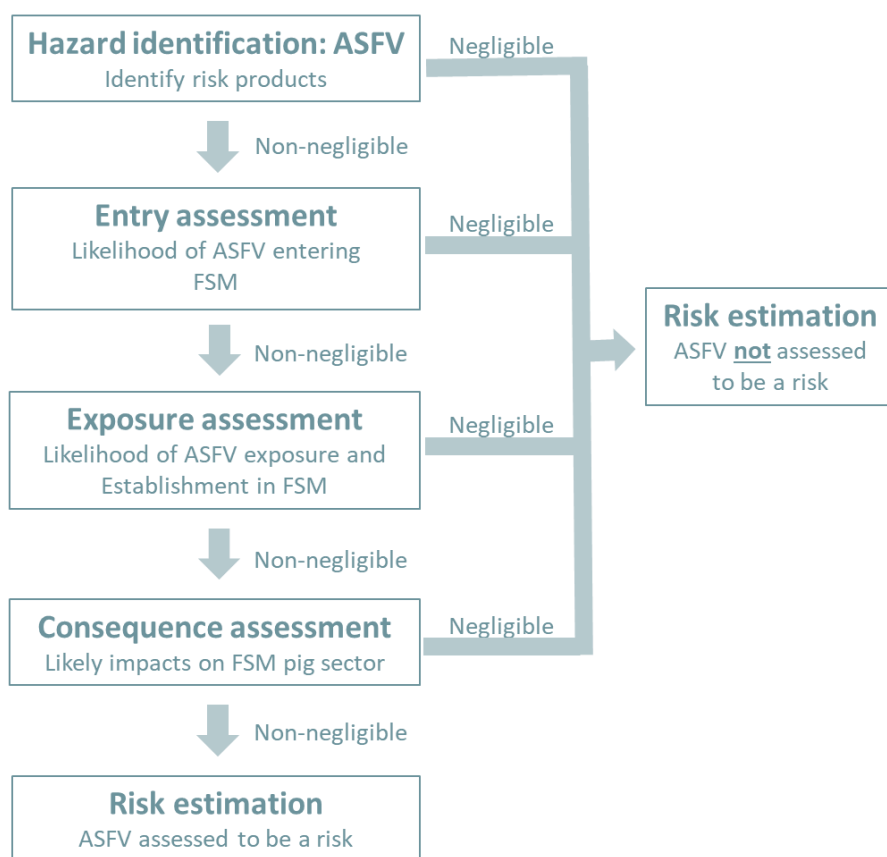 Hazard identification: ASFV
Identify risk products
Negligible
Non-negligible
Entry assessment
Likelihood of ASFV entering
FSM
Negligible
Non-negligible
Risk estimation
ASFV not assessed
to be a risk
Exposure assessment
Likelihood of ASFV exposure and
Establishment in FSM
Negligible
Non-negligible
Consequence assessment
Likely impacts on FSM pig sector
Negligible
Non-negligible
Risk estimation
ASFV assessed to be a risk